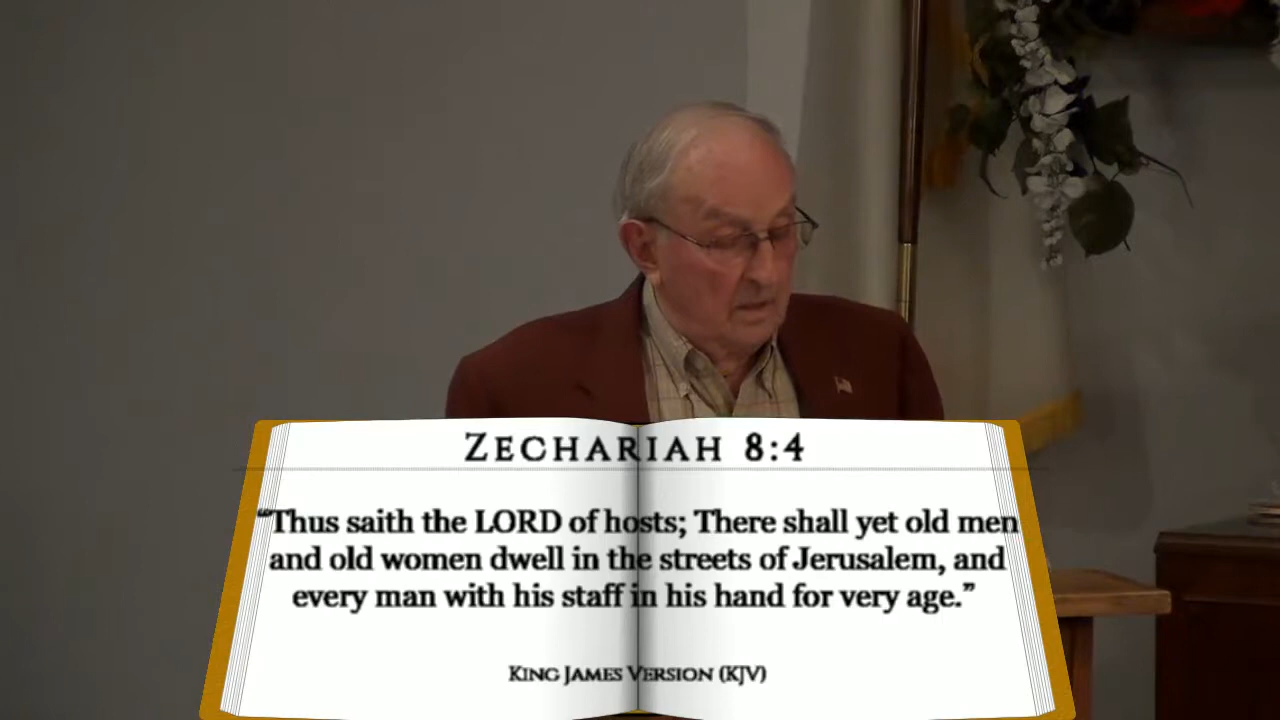 ZECHARIAH 8:4
“Thus saith the LORD of hosts; There shall yet old men
and old women dwell in the streets of Jerusalem, and
every man with his staff in his hand for very age.”
KING JAMES VERSION (KJV)